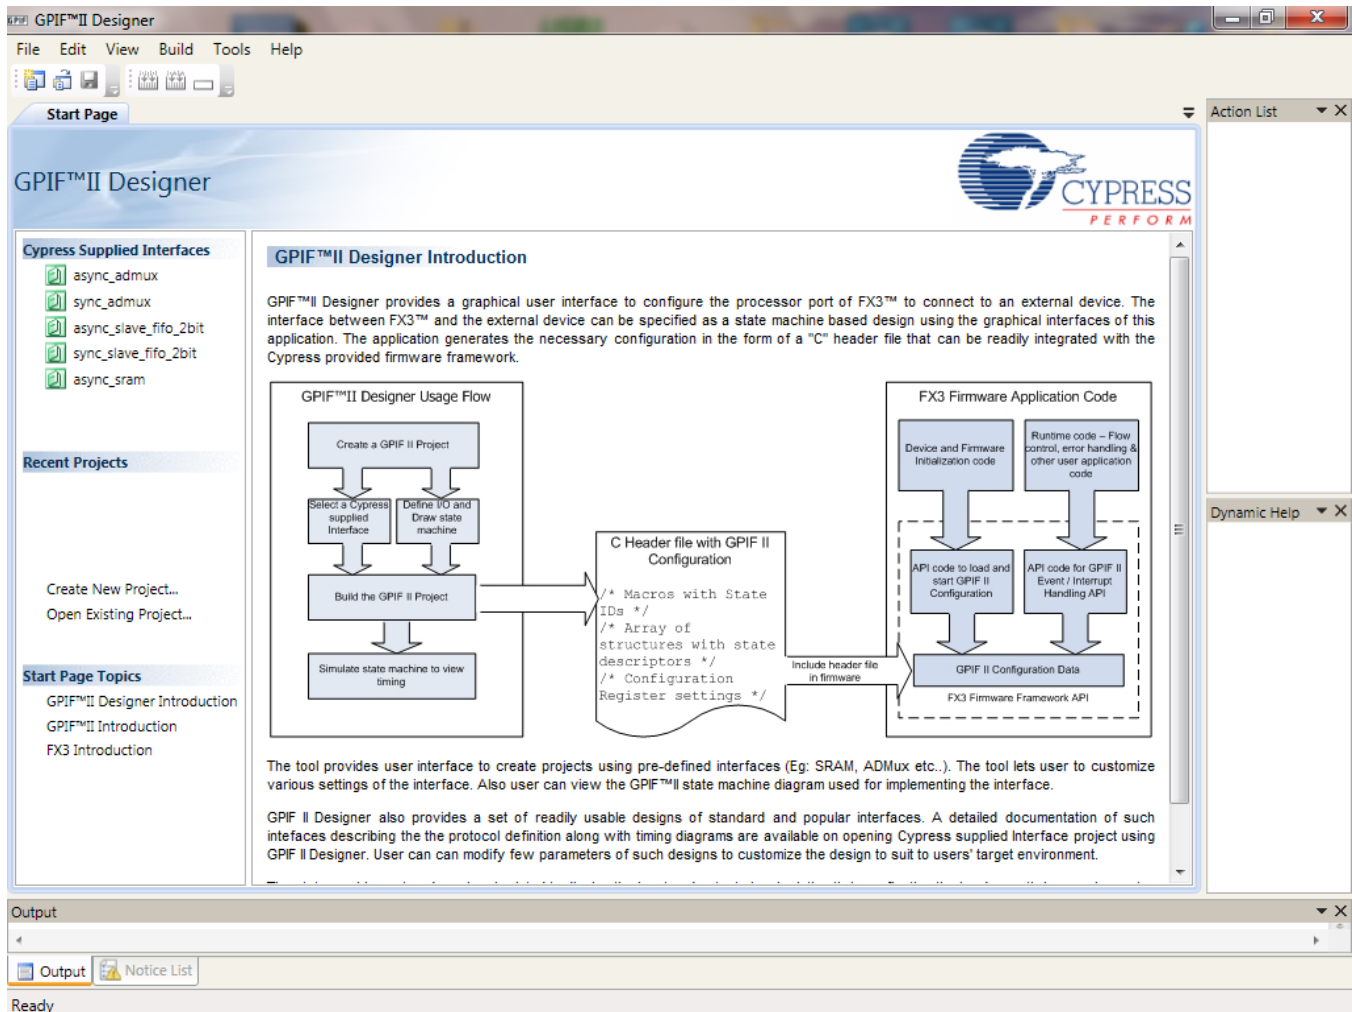 GPIF™II Designer
File Edit View Build Tools Help
Start Page
Action List
GPIF™II Designer
CYPRESS
PERFORM
Cypress Supplied Interfaces
async_admux
sync_admux
async_slave_fifo_2bit
sync_slave_fifo_2bit
async_sram
Recent Projects
Create New Project...
Open Existing Project...
Start Page Topics
GPIF™II Designer Introduction
GPIF™II Introduction
FX3 Introduction
GPIF™II Designer Introduction
GPIF™II Designer provides a graphical user interface to configure the processor port of FX3™ to connect to an external device. The
interface between FX3™ and the external device can be specified as a state machine based design using the graphical interfaces of this
application. The application generates the necessary configuration in the form of a "C" header file that can be readily integrated with the
Cypress provided firmware framework.
GPIF™II Designer Usage Flow
Create a GPIF II Project
Select a Cypress
supplied
Interface
Define I/O and
Draw state
machine
Build the GPIF II Project
Simulate state machine to view
timing
C Header file with GPIF II
Configuration
/* Macros with State
IDs */
/* Array of
structures with state
descriptors */
/* Configuration
Register settings */
Include header file
in firmware
FX3 Firmware Application Code
Device and Firmware
Initialization code
Runtime code – Flow
control, error handling &
other user application
code
API code to load and
start GPIF II
Configuration
API code for GPIF II
Event / Interrupt
Handling API
GPIF II Configuration Data
FX3 Firmware Framework API
The tool provides user interface to create projects using pre-defined interfaces (Eg: SRAM, ADMux etc..). The tool lets user to customize
various settings of the interface. Also user can view the GPIF™II state machine diagram used for implementing the interface.
GPIF II Designer also provides a set of readily usable designs of standard and popular interfaces. A detailed documentation of such
intefaces describing the the protocol definition along with timing diagrams are available on opening Cypress supplied Interface project using
GPIF II Designer. User can can modify few parameters of such designs to customize the design to suit to users' target environment.
Dynamic Help
Output
Output
Notice List
Ready